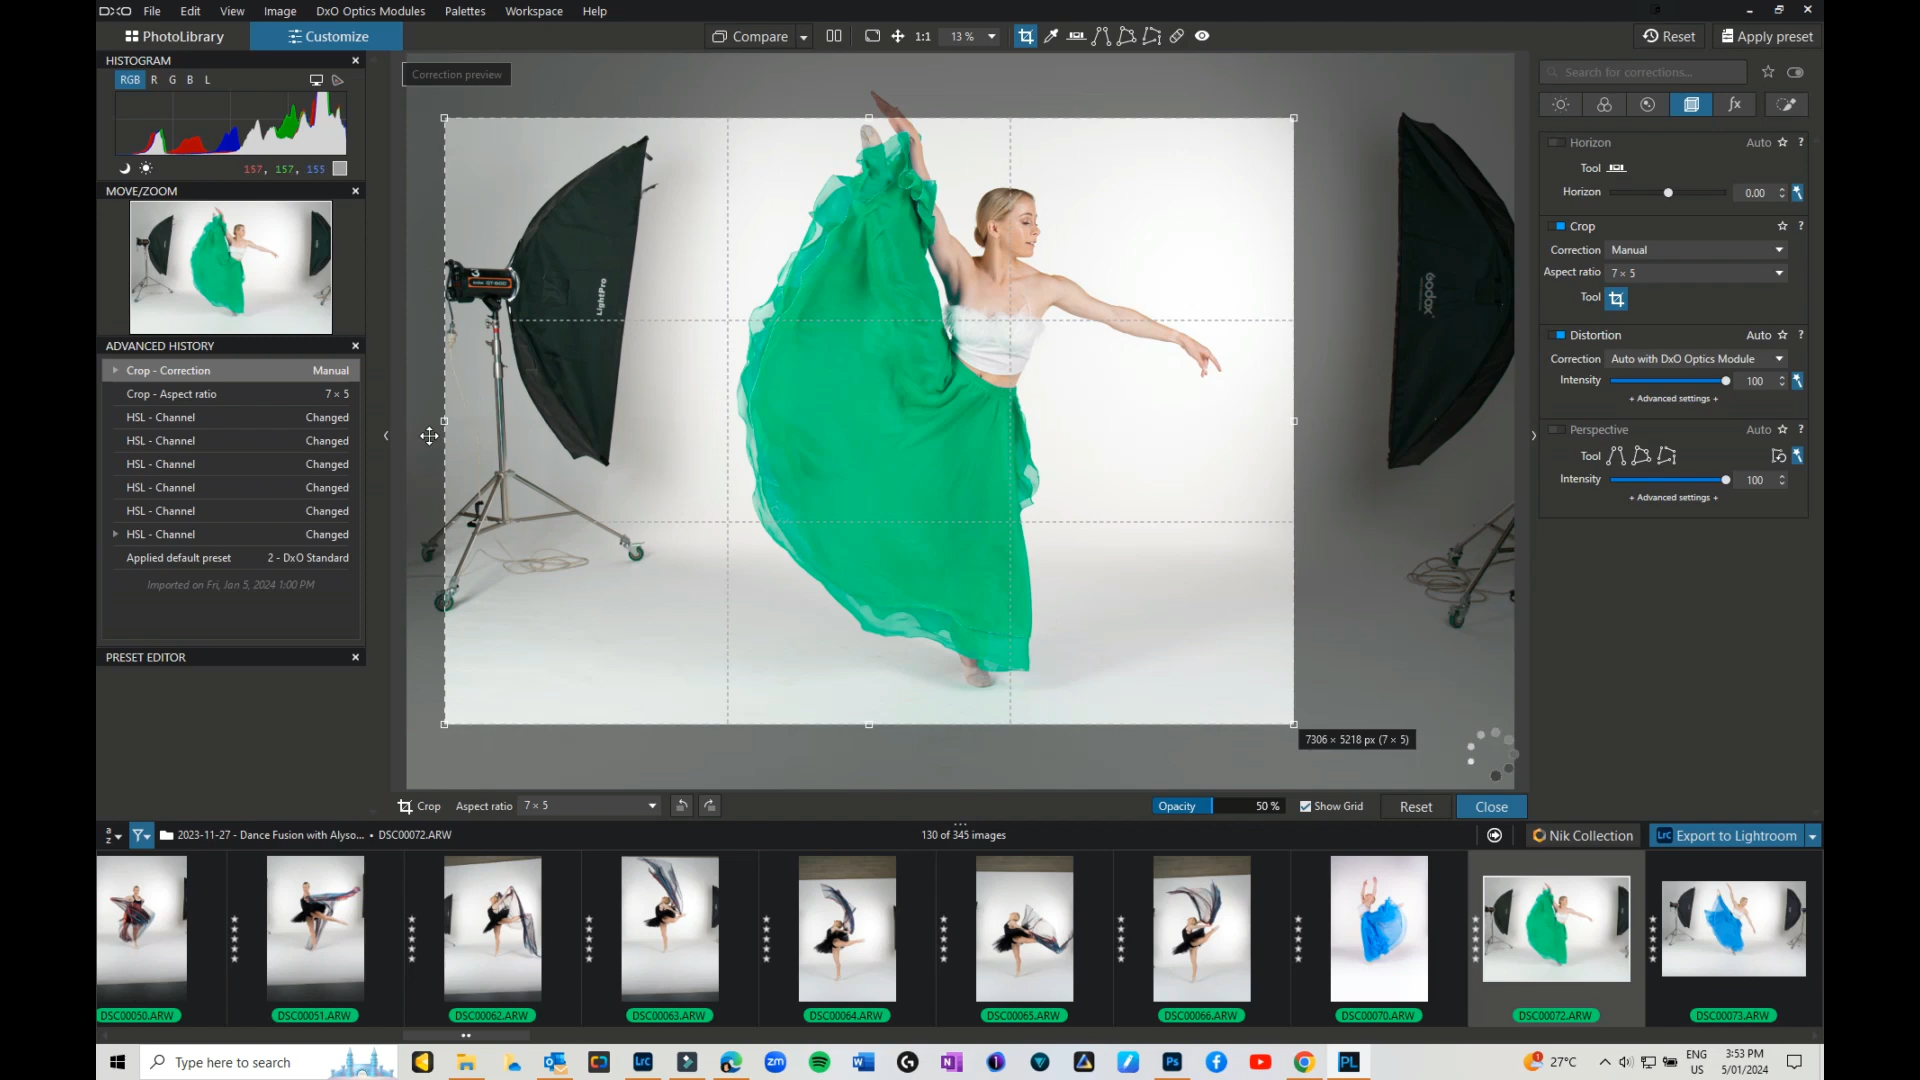 DXO File Edit View Image DxO Optics Modules Palettes Workspace Help
PhotoLibrary Customize Compare 1:1 13 % Reset Apply preset
HISTOGRAM
RGB R G B L
157, 157, 155
MOVE/ZOOM
ADVANCED HISTORY
Crop - Correction Manual
Crop - Aspect ratio 7 × 5
HSL - Channel Changed
HSL - Channel Changed
HSL - Channel Changed
HSL - Channel Changed
HSL - Channel Changed
HSL - Channel Changed
Applied default preset 2 - DxO Standard
Imported on Fri, Jan 5, 2024 1:00 PM
PRESET EDITOR
Correction preview
LightPro
Godox
7306 × 5218 px (7 × 5)
Search for corrections...
fx
Horizon Auto ?
Tool
Horizon 0.00
Crop ?
Correction Manual
Aspect ratio 7 × 5
Tool
Distortion Auto ?
Correction Auto with DxO Optics Module
Intensity 100
+ Advanced settings +
Perspective Auto ?
Tool
Intensity 100
+ Advanced settings +
Crop Aspect ratio 7 × 5 Opacity 50 % Show Grid Reset Close
a z 2023-11-27 - Dance Fusion with Alyso... • DSC00072.ARW 130 of 345 images Nik Collection Lrc Export to Lightroom
DSC00050.ARW DSC00051.ARW DSC00062.ARW DSC00063.ARW DSC00064.ARW DSC00065.ARW DSC00066.ARW DSC00070.ARW DSC00072.ARW DSC00073.ARW
Type here to search Lrc zm W N Ps PL 27°C ENG US 3:53 PM 5/01/2024